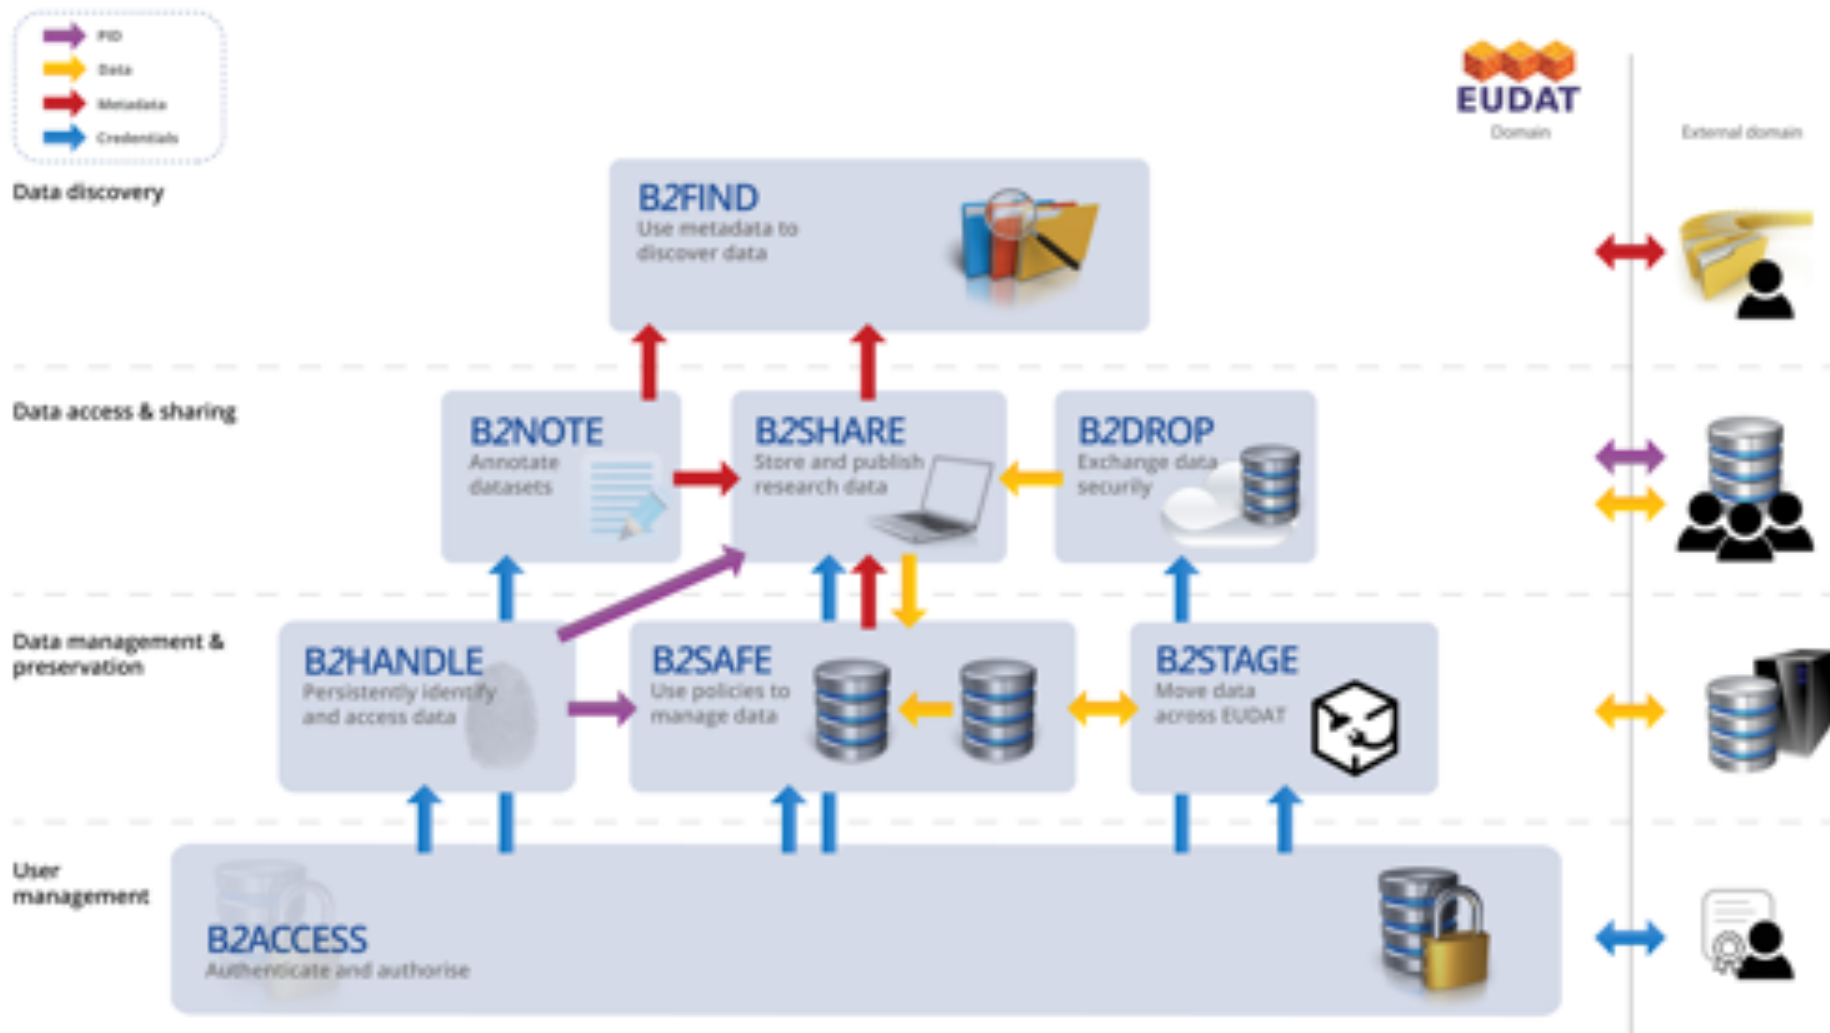 PID
Data
Metadata
Credentials
EUDAT
Domain
External domain
Data discovery
B2FIND
Use metadata to
discover data
Data access & sharing
B2NOTE
Annotate
datasets
B2SHARE
Store and publish
research data
B2DROP
Exchange data
security
Data management &
preservation
B2HANDLE
Persistently identify
and access data
B2SAFE
Use policies to
manage data
B2STAGE
Move data
across EUDAT
User
management
B2ACCESS
Authenticate and authorise